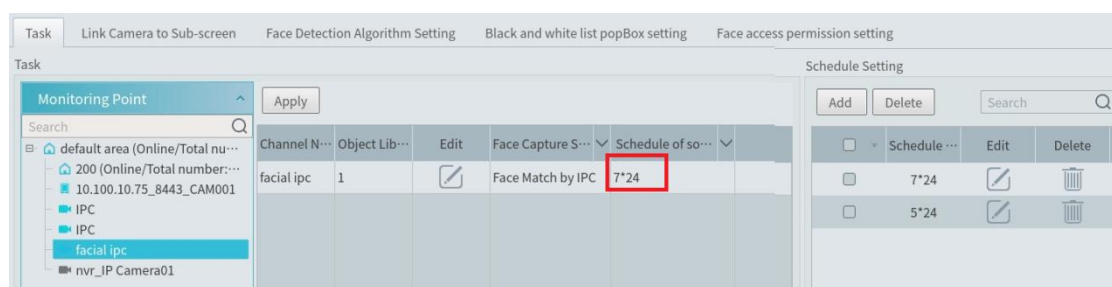 Task Link Camera to Sub-screen Face Detection Algorithm Setting Black and white list popBox setting Face access permission setting
Task Schedule Setting
Monitoring Point Apply Add Delete Search
Search
Channel N··· Object Lib··· Edit Face Capture S··· Schedule of so··· Schedule ··· Edit Delete
default area (Online/Total nu···
200 (Online/Total number:···
facial ipc 1 Face Match by IPC 7*24 7*24
10.100.10.75_8443_CAM001
IPC
5*24
IPC
facial ipc
nvr_IP Camera01